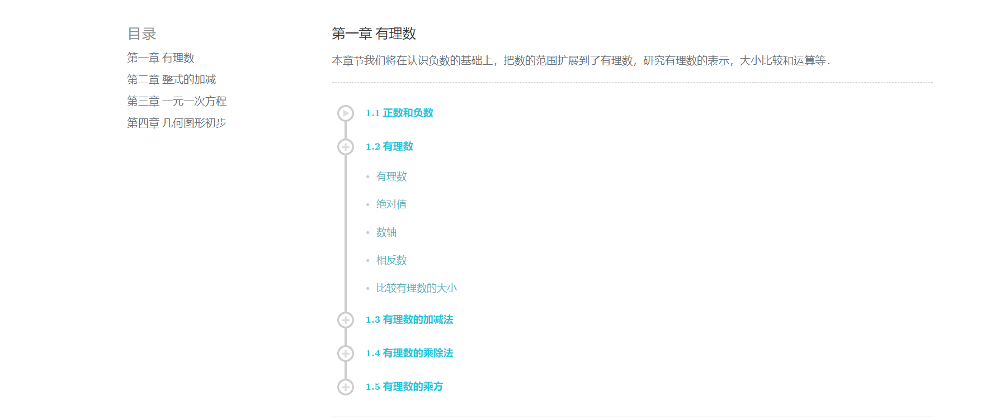 目录
第一章 有理数
第二章 整式的加减
第三章 一元一次方程
第四章 几何图形初步
第一章 有理数
本章节我们将在认识负数的基础上，把数的范围扩展到了有理数，研究有理数的表示，大小比较和运算等．
1.1 正数和负数
1.2 有理数
有理数
绝对值
数轴
相反数
比较有理数的大小
1.3 有理数的加减法
1.4 有理数的乘除法
1.5 有理数的乘方